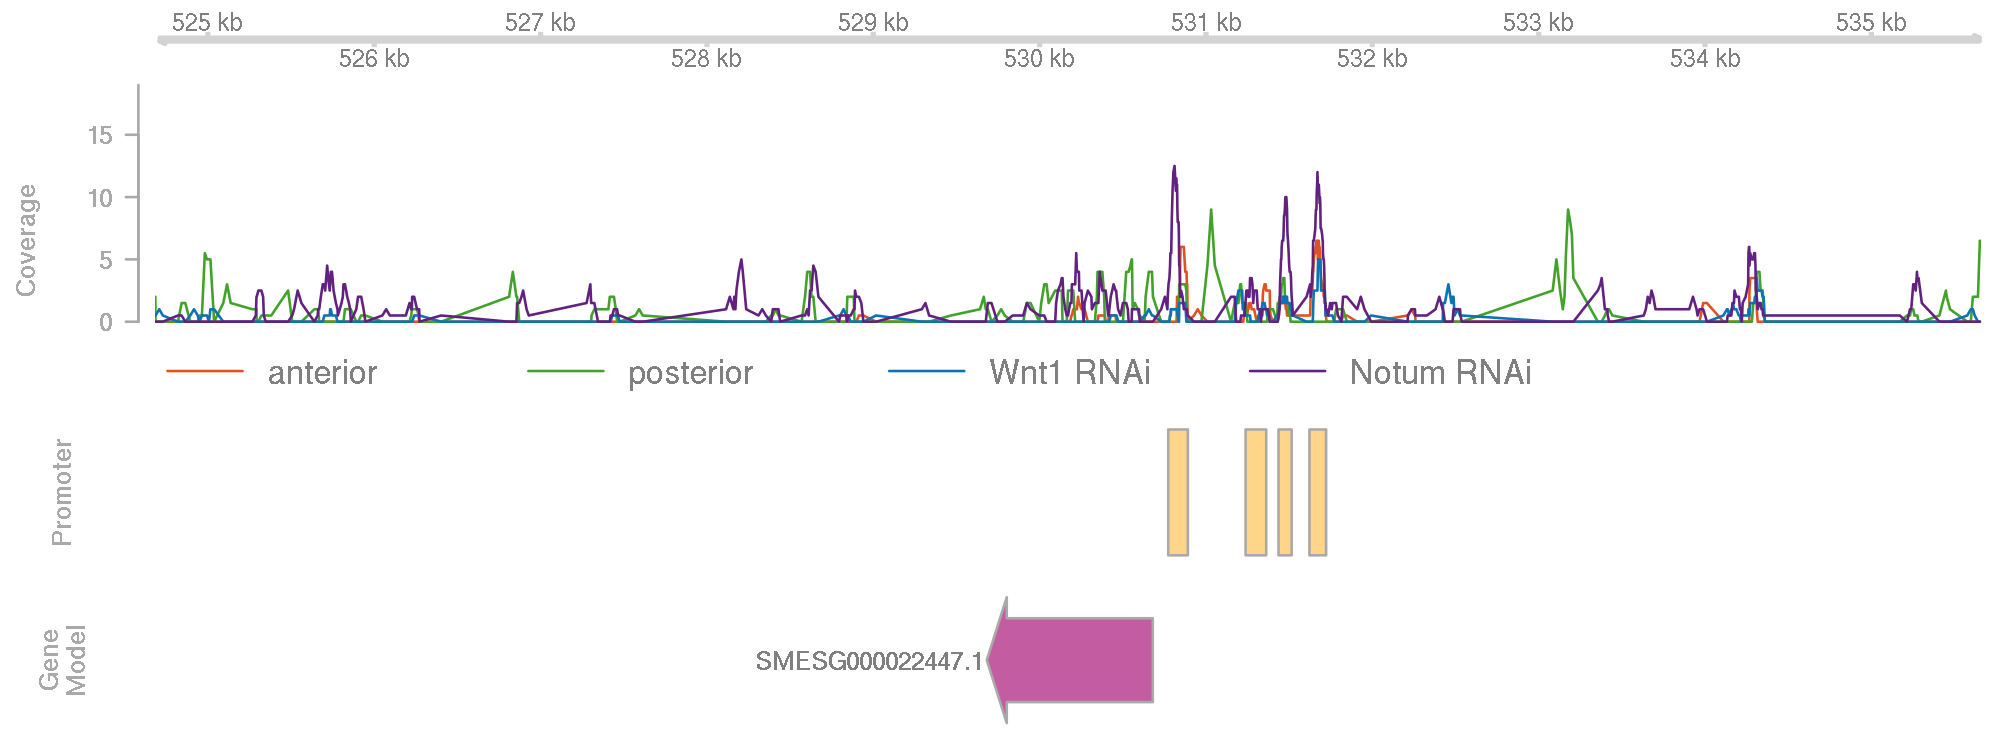 525 kb 527 kb 529 kb 531 kb 533 kb 535 kb
526 kb 528 kb 530 kb 532 kb 534 kb
Coverage
15
10
5
0
anterior posterior Wnt1 RNAi Notum RNAi
Promoter
Gene
Model
SMESG000022447.1